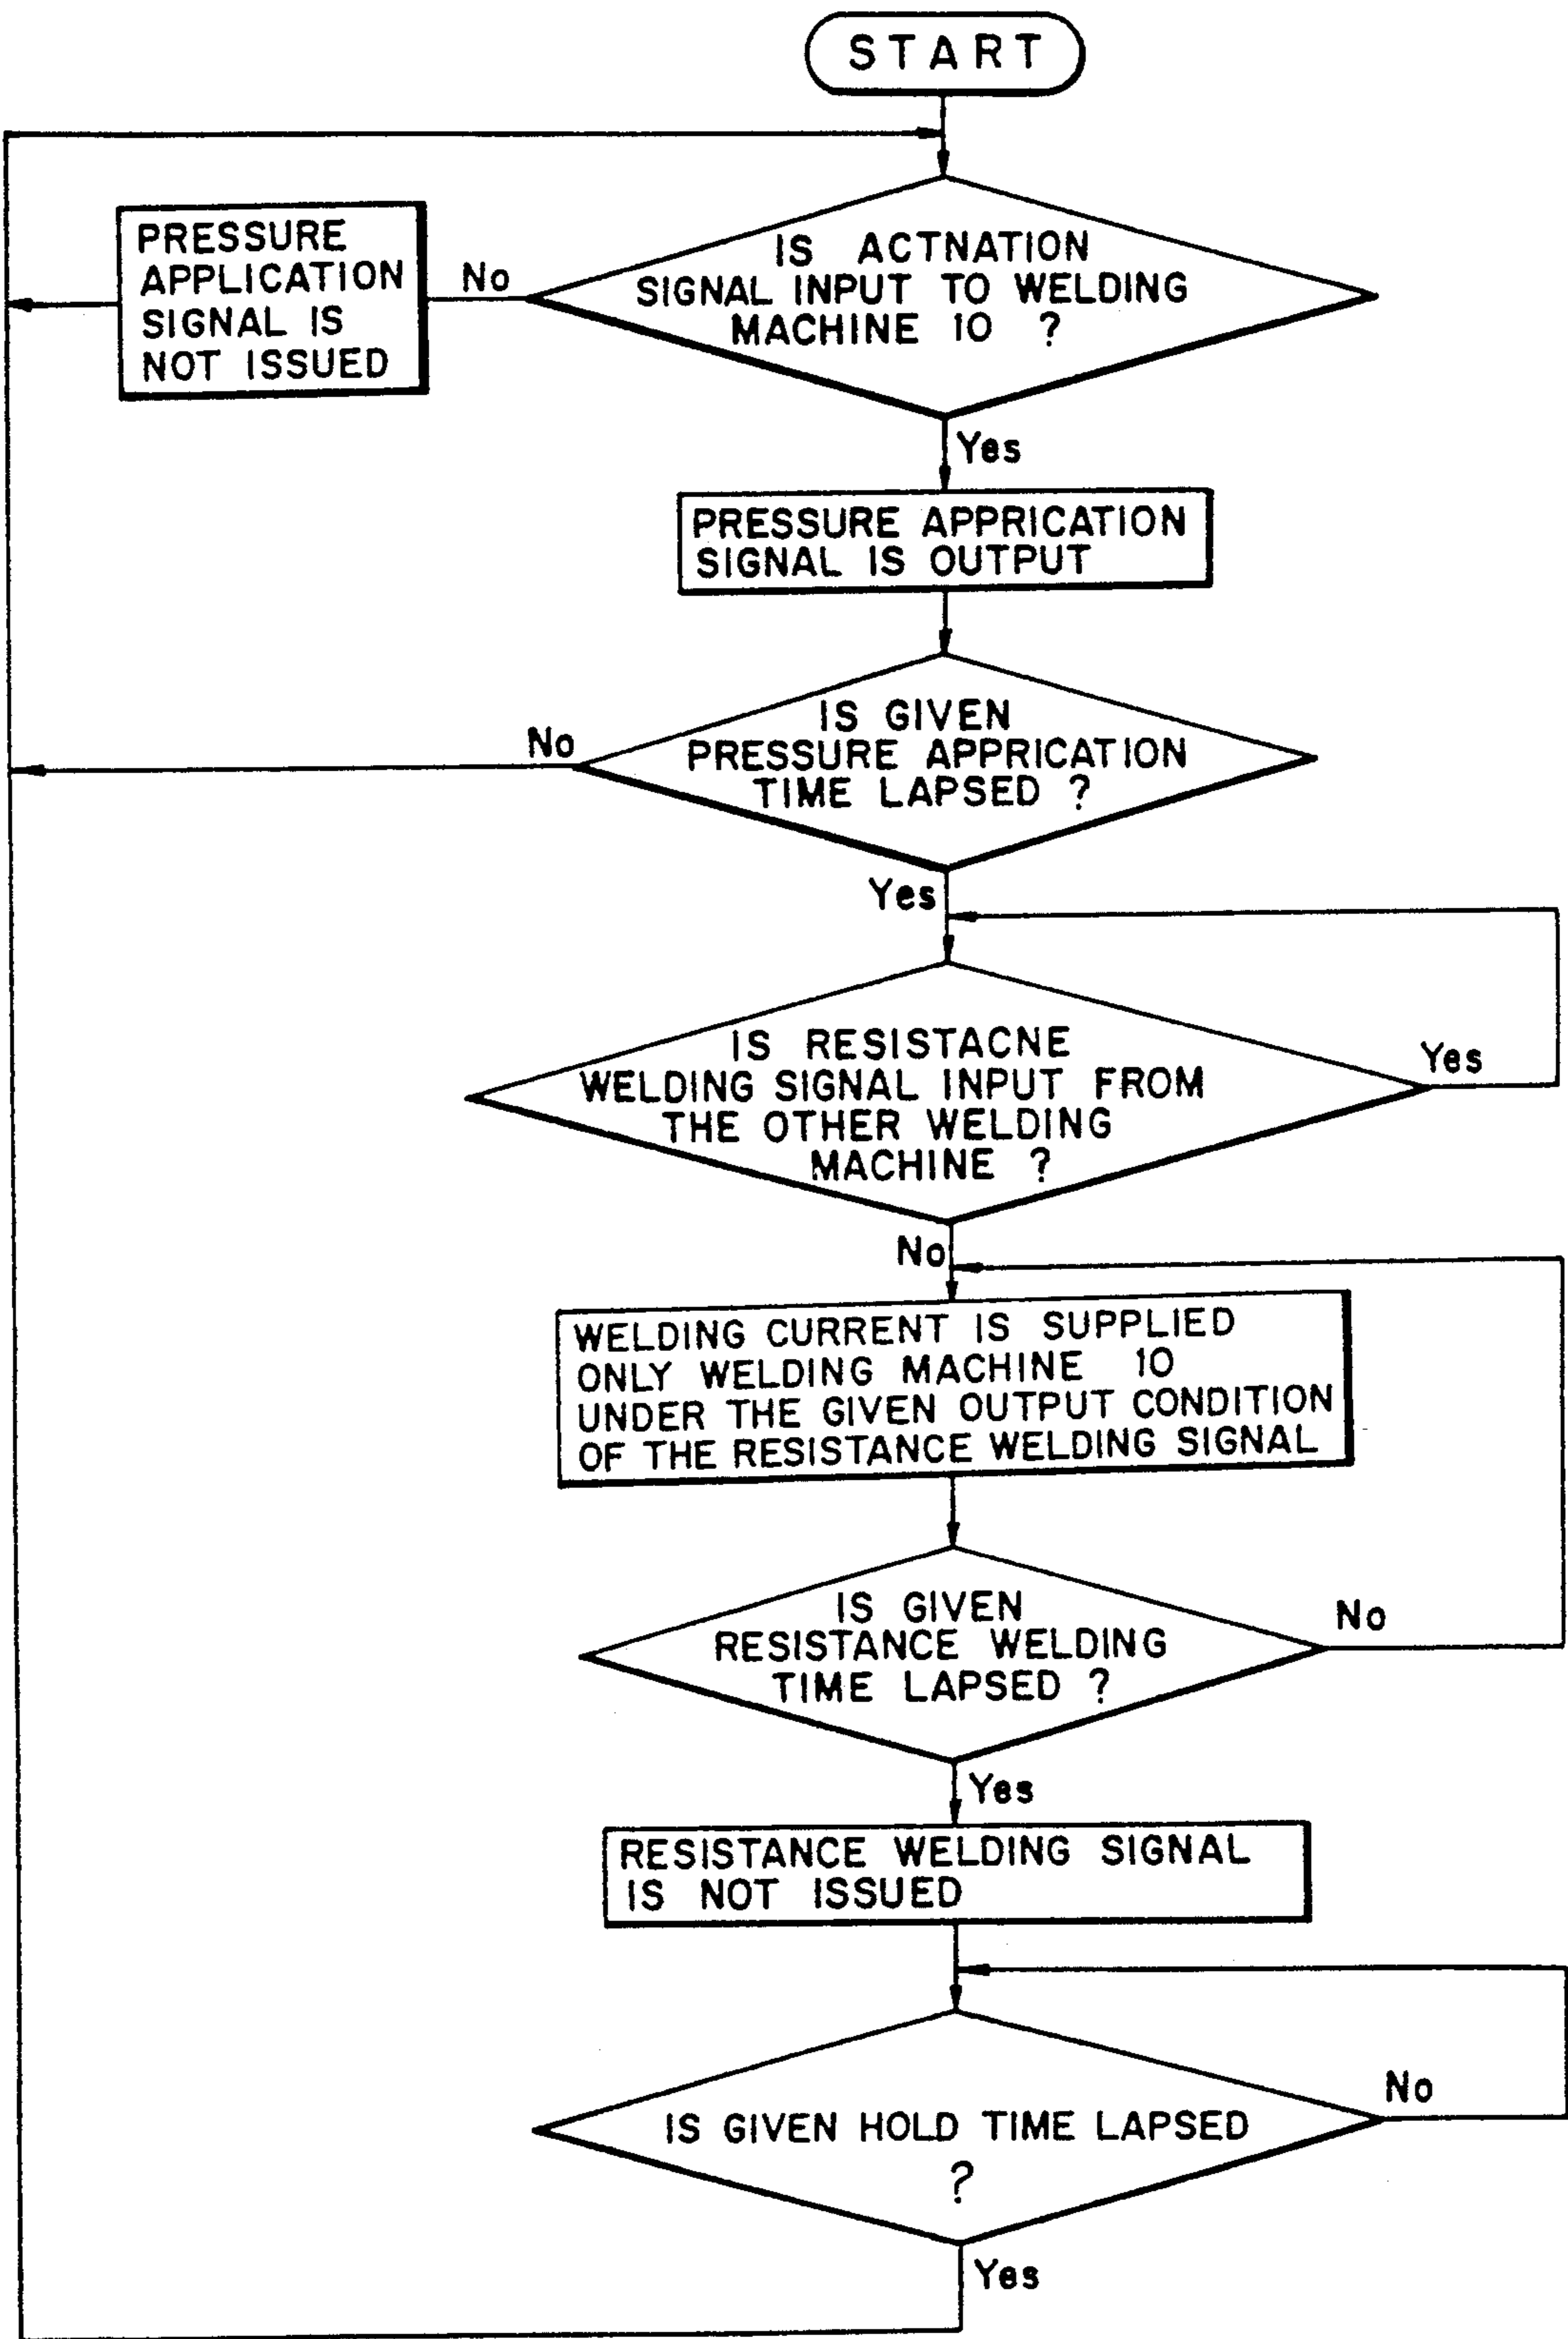 START
IS ACTNATION
SIGNAL INPUT TO WELDING
MACHINE 10 ?
No
PRESSURE
APPLICATION
SIGNAL IS
NOT ISSUED
Yes
PRESSURE APPRICATION
SIGNAL IS OUTPUT
IS GIVEN
PRESSURE APPRICATION
TIME LAPSED ?
No
Yes
IS RESISTACNE
WELDING SIGNAL INPUT FROM
THE OTHER WELDING
MACHINE ?
Yes
No
WELDING CURRENT IS SUPPLIED
ONLY WELDING MACHINE 10
UNDER THE GIVEN OUTPUT CONDITION
OF THE RESISTANCE WELDING SIGNAL
IS GIVEN
RESISTANCE WELDING
TIME LAPSED ?
No
Yes
RESISTANCE WELDING SIGNAL
IS NOT ISSUED
IS GIVEN HOLD TIME LAPSED
?
No
Yes